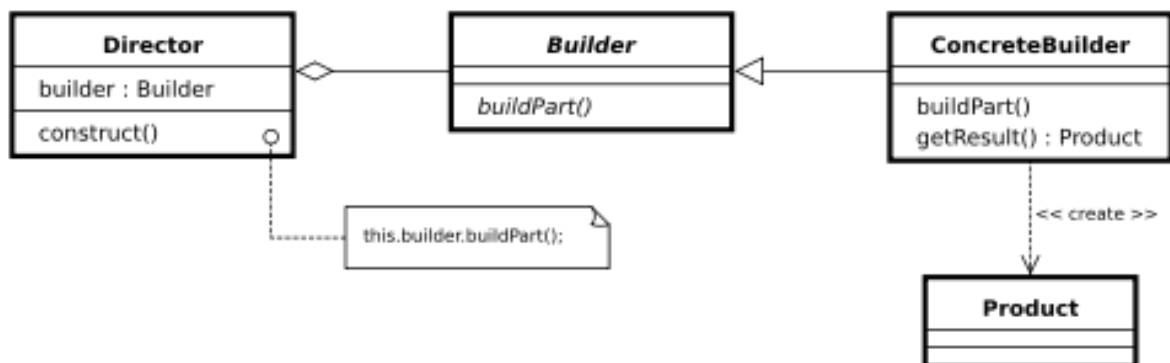 Director
builder : Builder
construct()
Builder
buildPart()
ConcreteBuilder
buildPart()
getResult() : Product
this.builder.buildPart();
<< create >>
Product